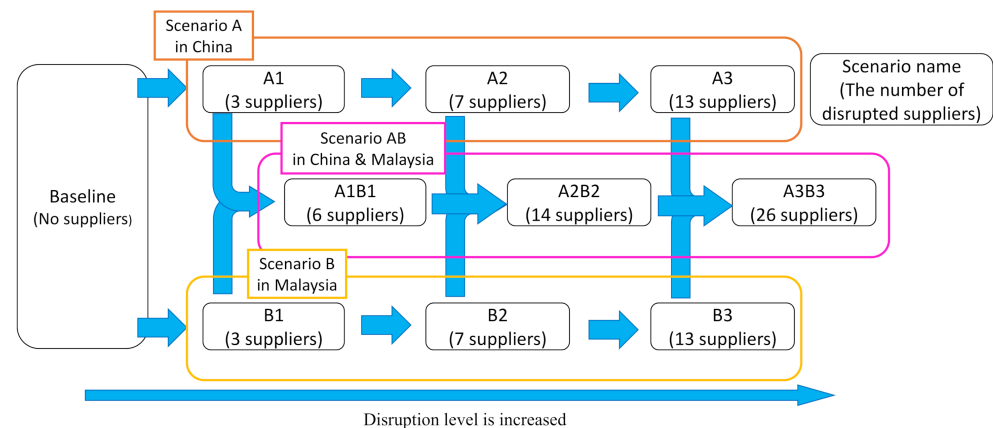 Scenario A
in China
A1
(3 suppliers)
A2
(7 suppliers)
A3
(13 suppliers)
Scenario name
(The number of
disrupted suppliers)
Scenario AB
in China & Malaysia
Baseline
(No suppliers)
A1B1
(6 suppliers)
A2B2
(14 suppliers)
A3B3
(26 suppliers)
Scenario B
in Malaysia
B1
(3 suppliers)
B2
(7 suppliers)
B3
(13 suppliers)
Disruption level is increased